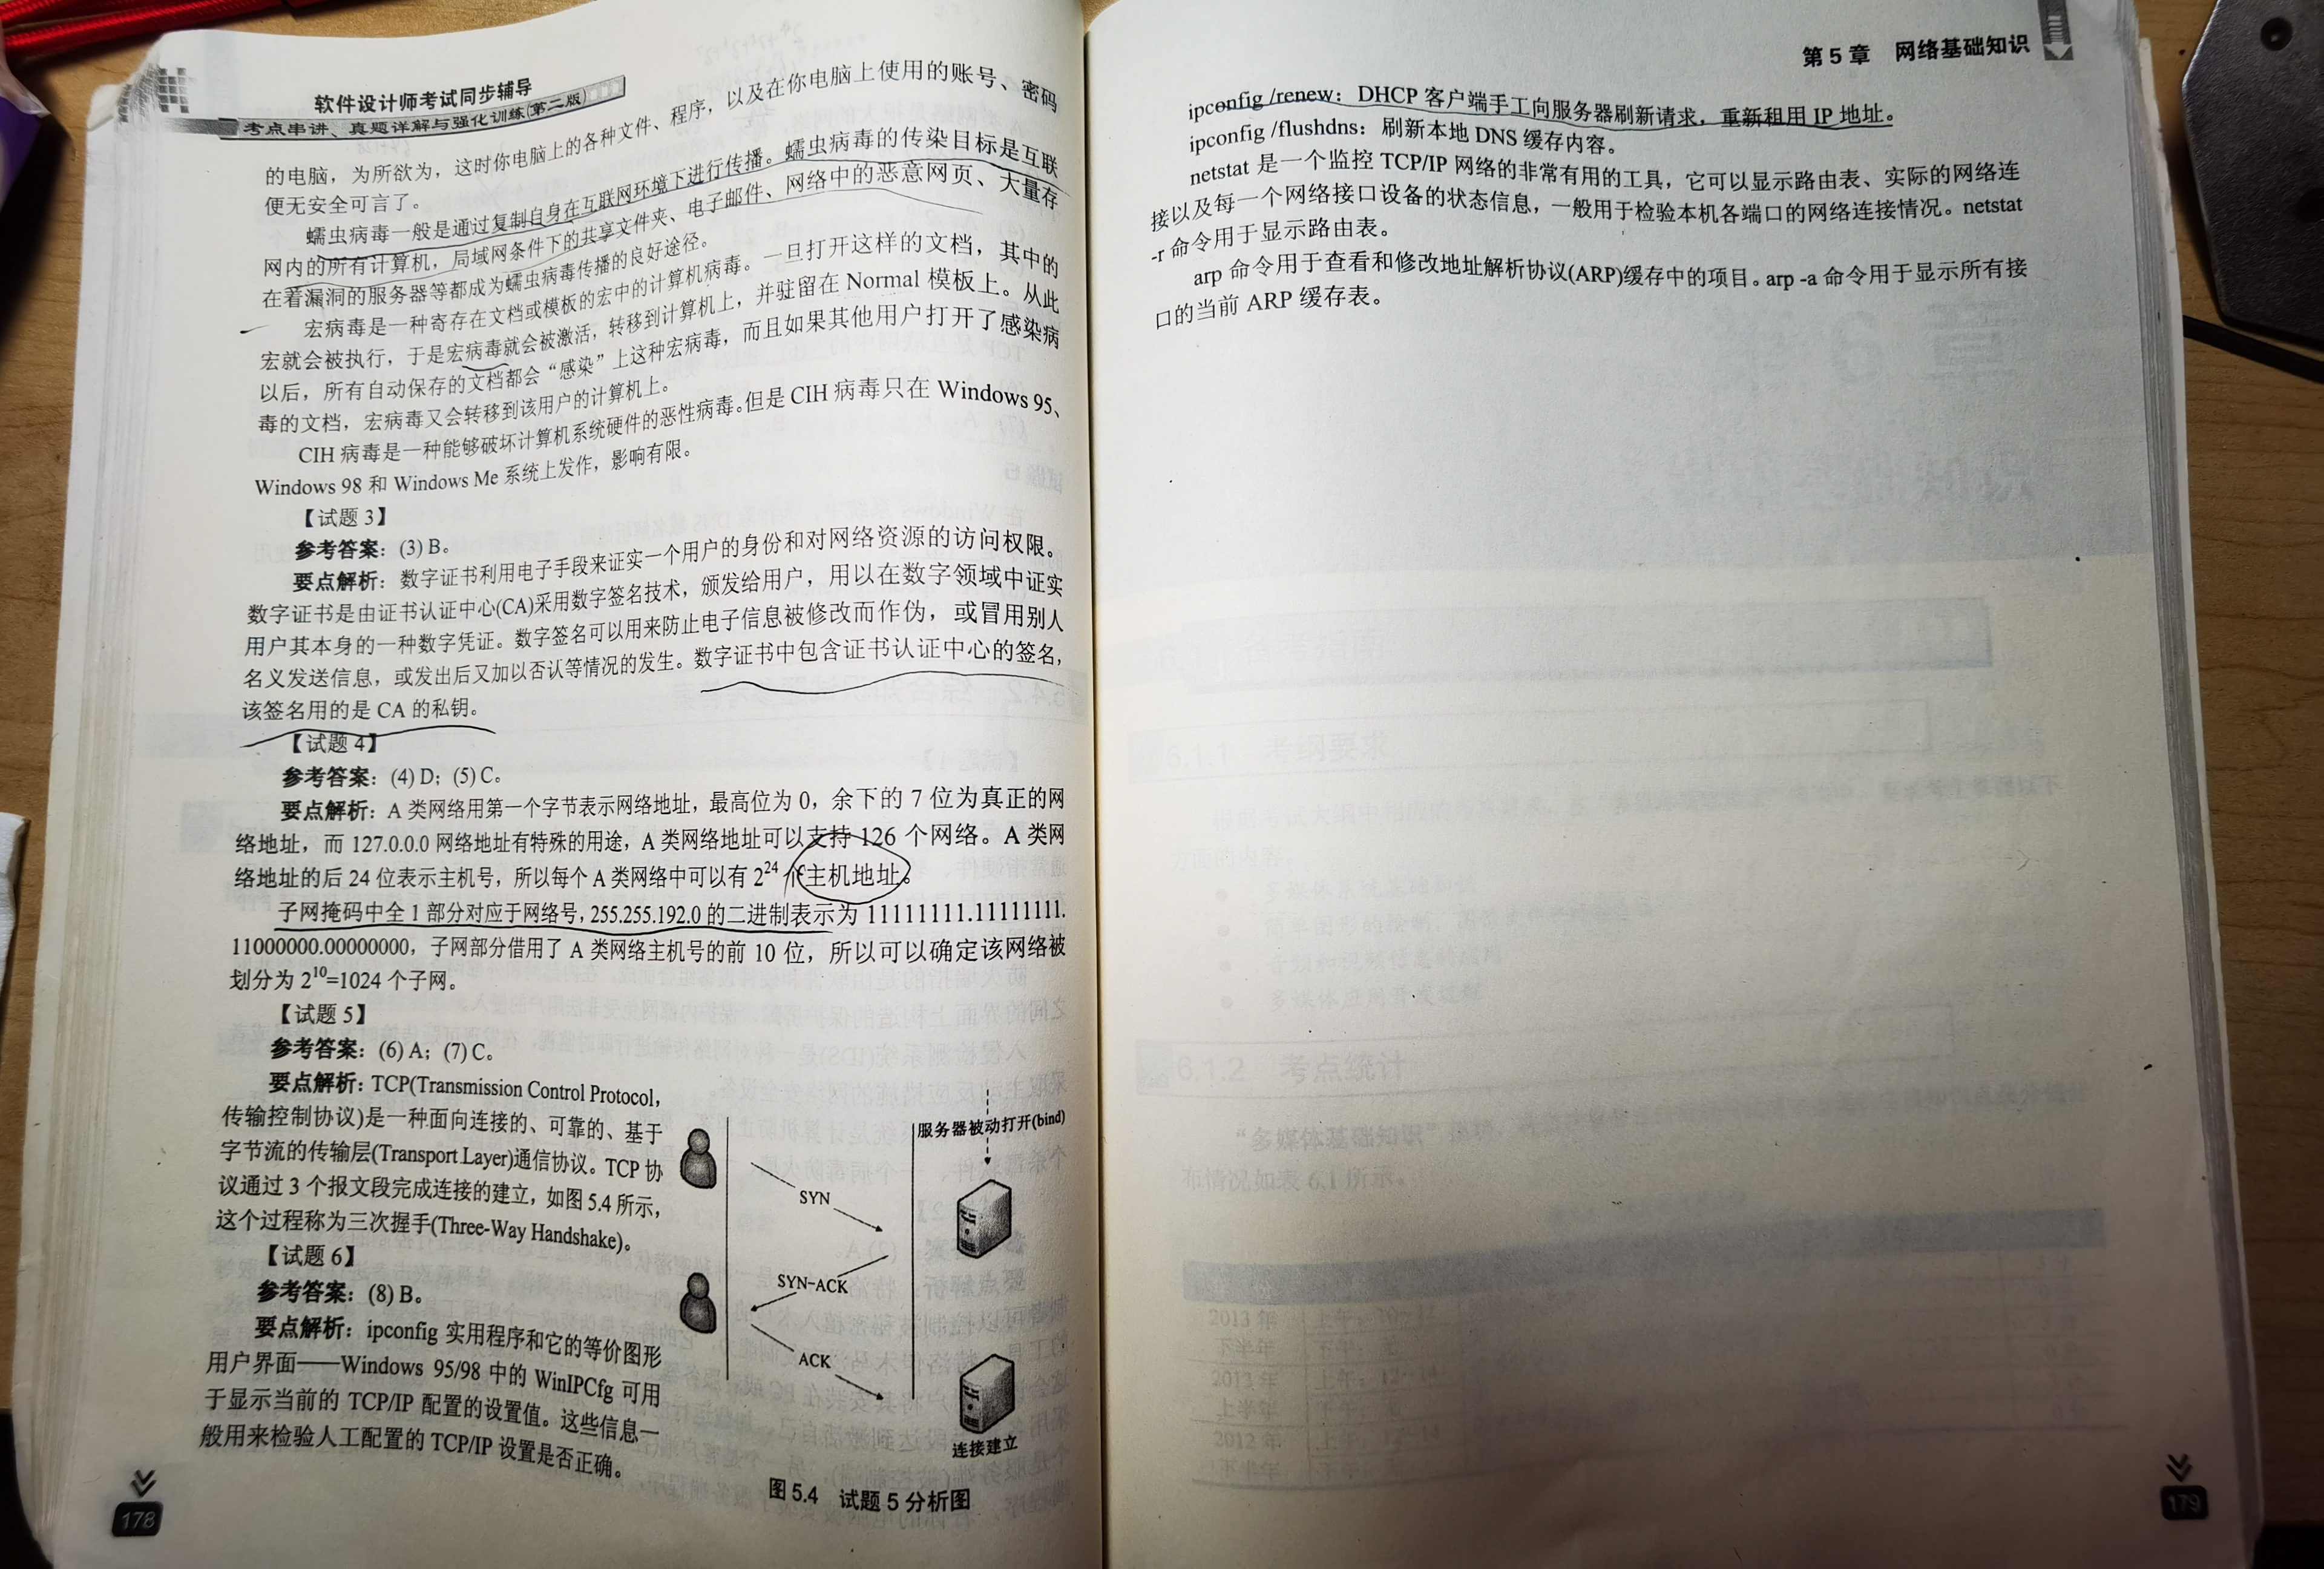 软件设计师考试同步辅导
考点串讲、真题详解与强化训练(第二版)
的电脑，为所欲为，这时你电脑上的各种文件、程序，以及在你电脑上使用的账号、密码
便无安全可言了。
蠕虫病毒一般是通过复制自身在互联网环境下进行传播。蠕虫病毒的传染目标是互联
网内的所有计算机，局域网条件下的共享文件夹、电子邮件、网络中的恶意网页、大量存
在着漏洞的服务器等都成为蠕虫病毒传播的良好途径。
宏病毒是一种寄存在文档或模板的宏中的计算机病毒。一旦打开这样的文档，其中的
宏就会被执行，于是宏病毒就会被激活，转移到计算机上，并驻留在 Normal 模板上。从此
以后，所有自动保存的文档都会“感染”上这种宏病毒，而且如果其他用户打开了感染病
毒的文档，宏病毒又会转移到该用户的计算机上。
CIH 病毒是一种能够破坏计算机系统硬件的恶性病毒。但是 CIH 病毒只在 Windows 95、
Windows 98 和 Windows Me 系统上发作，影响有限。
【试题 3】
参考答案：(3) B。
要点解析：数字证书利用电子手段来证实一个用户的身份和对网络资源的访问权限。
数字证书是由证书认证中心(CA)采用数字签名技术，颁发给用户，用以在数字领域中证实
用户其本身的一种数字凭证。数字签名可以用来防止电子信息被修改而作伪，或冒用别人
名义发送信息，或发出后又加以否认等情况的发生。数字证书中包含证书认证中心的签名，
该签名用的是 CA 的私钥。
【试题 4】
参考答案：(4) D；(5) C。
要点解析：A 类网络用第一个字节表示网络地址，最高位为 0，余下的 7 位为真正的网
络地址，而 127.0.0.0 网络地址有特殊的用途，A 类网络地址可以支持 126 个网络。A 类网
络地址的后 24 位表示主机号，所以每个 A 类网络中可以有 2²⁴ 个主机地址。
子网掩码中全 1 部分对应于网络号，255.255.192.0 的二进制表示为 11111111.11111111.
11000000.00000000，子网部分借用了 A 类网络主机号的前 10 位，所以可以确定该网络被
划分为 2¹⁰=1024 个子网。
【试题 5】
参考答案：(6) A；(7) C。
要点解析：TCP(Transmission Control Protocol，
传输控制协议)是一种面向连接的、可靠的、基于
字节流的传输层(Transport Layer)通信协议。TCP 协
议通过 3 个报文段完成连接的建立，如图 5.4 所示，
这个过程称为三次握手(Three-Way Handshake)。
【试题 6】
参考答案：(8) B。
要点解析：ipconfig 实用程序和它的等价图形
用户界面——Windows 95/98 中的 WinIPCfg 可用
于显示当前的 TCP/IP 配置的设置值。这些信息一
般用来检验人工配置的 TCP/IP 设置是否正确。
服务器被动打开(bind)
SYN
SYN-ACK
ACK
连接建立
图 5.4 试题 5 分析图
178
第 5 章 网络基础知识
ipconfig /renew：DHCP 客户端手工向服务器刷新请求，重新租用 IP 地址。
ipconfig /flushdns：刷新本地 DNS 缓存内容。
netstat 是一个监控 TCP/IP 网络的非常有用的工具，它可以显示路由表、实际的网络连
接以及每一个网络接口设备的状态信息，一般用于检验本机各端口的网络连接情况。netstat
-r 命令用于显示路由表。
arp 命令用于查看和修改地址解析协议(ARP)缓存中的项目。arp -a 命令用于显示所有接
口的当前 ARP 缓存表。
6.1.1 考纲要求
6.1.2 考点统计
“多媒体基础知识”
布情况如表 6.1 所示。
179